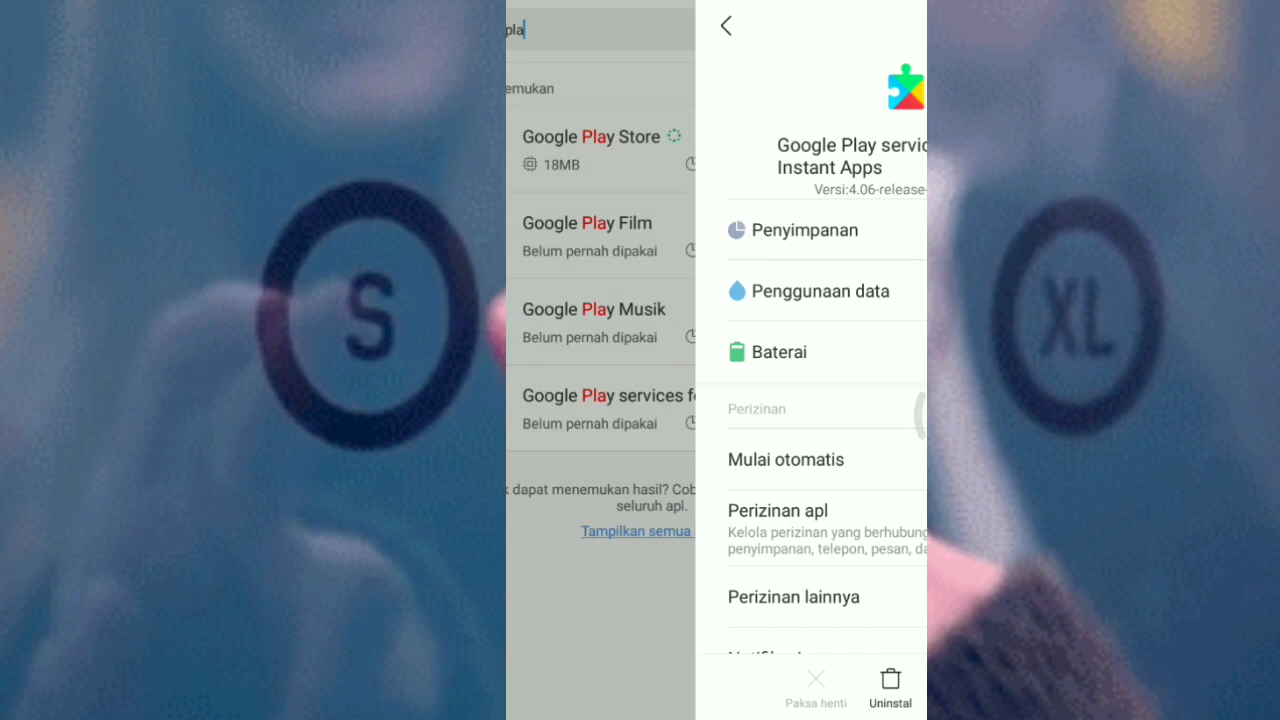 S
pla
emukan
Google Play Store
18MB
Google Play Film
Belum pernah dipakai
Google Play Musik
Belum pernah dipakai
Google Play services f
Belum pernah dipakai
k dapat menemukan hasil? Cob
seluruh apl.
Tampilkan semua
Google Play servic
Instant Apps
Versi:4.06-release-
Penyimpanan
Penggunaan data
Baterai
Perizinan
Mulai otomatis
Perizinan apl
Kelola perizinan yang berhubung
penyimpanan, telepon, pesan, da
Perizinan lainnya
Paksa henti
Uninstal
XL